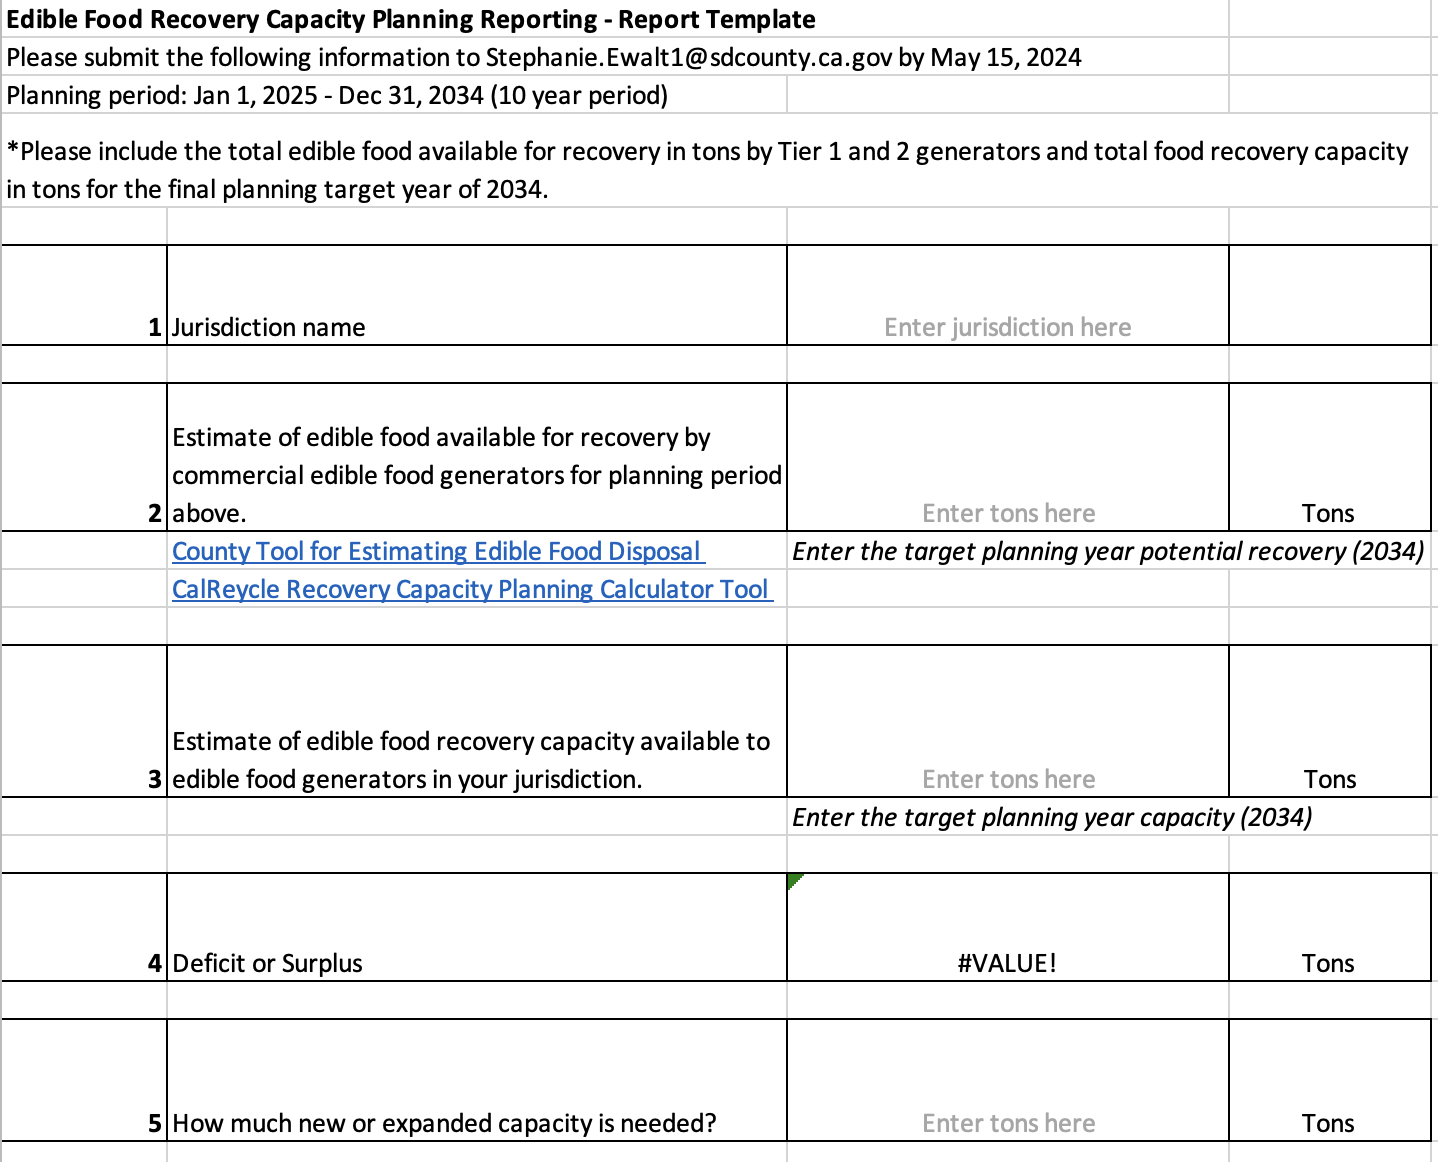 Edible Food Recovery Capacity Planning Reporting - Report Template
Please submit the following information to Stephanie.Ewalt1@sdcounty.ca.gov by May 15, 2024
Planning period: Jan 1, 2025 - Dec 31, 2034 (10 year period)
*Please include the total edible food available for recovery in tons by Tier 1 and 2 generators and total food recovery capacity
in tons for the final planning target year of 2034.
1 Jurisdiction name Enter jurisdiction here
Estimate of edible food available for recovery by
commercial edible food generators for planning period
2 above. Enter tons here Tons
County Tool for Estimating Edible Food Disposal Enter the target planning year potential recovery (2034)
CalReycle Recovery Capacity Planning Calculator Tool
Estimate of edible food recovery capacity available to
3 edible food generators in your jurisdiction. Enter tons here Tons
Enter the target planning year capacity (2034)
4 Deficit or Surplus #VALUE! Tons
5 How much new or expanded capacity is needed? Enter tons here Tons